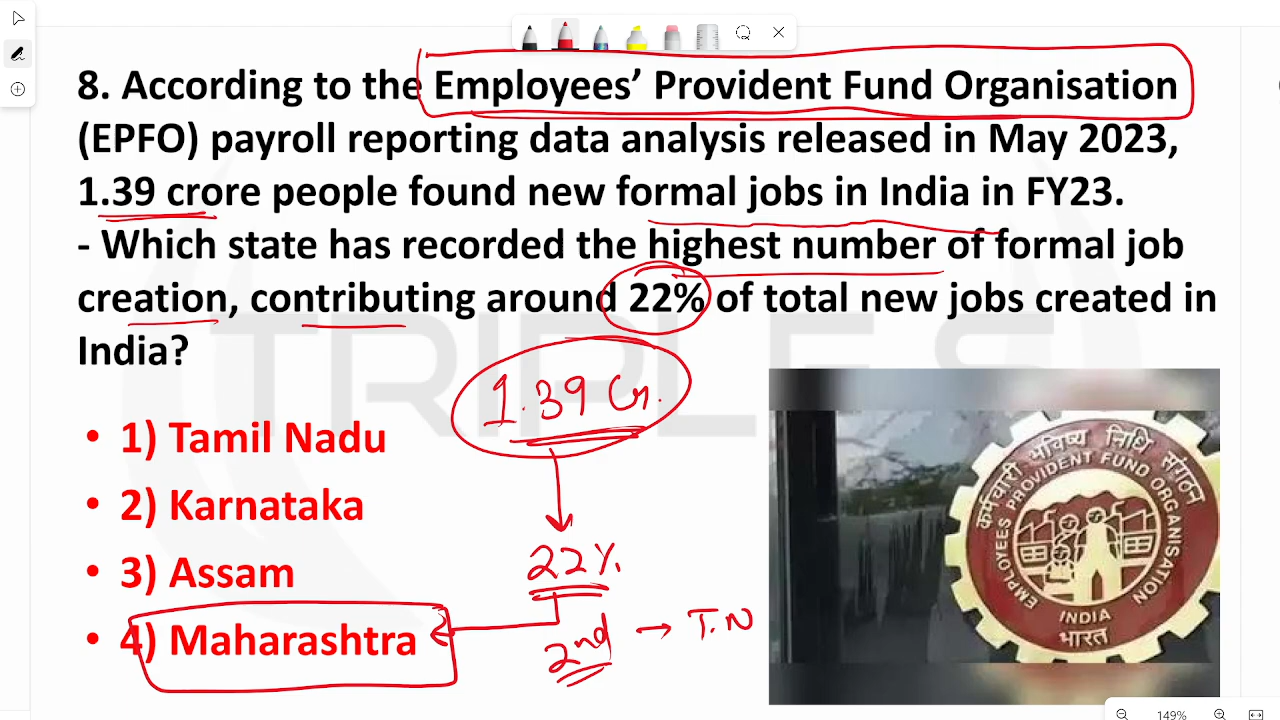 8. According to the Employees’ Provident Fund Organisation
(EPFO) payroll reporting data analysis released in May 2023,
1.39 crore people found new formal jobs in India in FY23.
- Which state has recorded the highest number of formal job
creation, contributing around 22% of total new jobs created in
India?
TRIPLE S
1.39 Cr.
• 1) Tamil Nadu
• 2) Karnataka
• 3) Assam
• 4) Maharashtra
22%
2nd → T.N
कर्मचारी भविष्य निधि संगठन
EMPLOYEES PROVIDENT FUND ORGANISATION
INDIA
भारत
149%